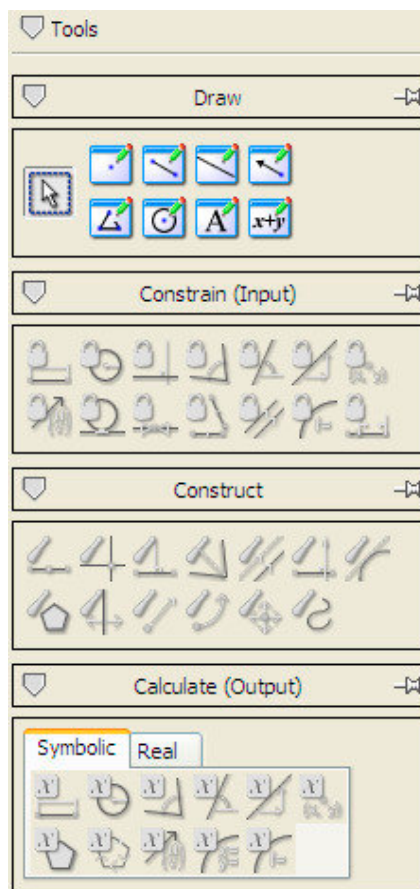 Tools
Draw
A x+y
Constrain (Input)
Construct
Calculate (Output)
Symbolic Real
x x x x x x
x x x x x